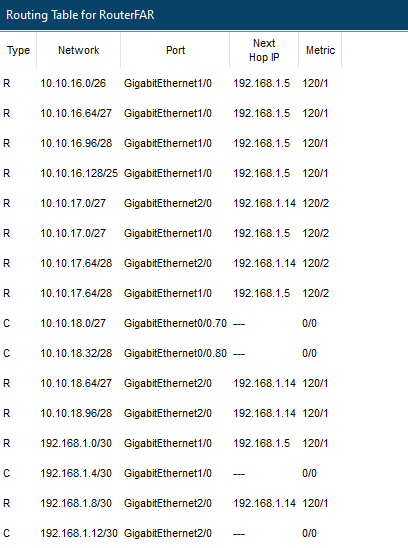 Routing Table for RouterFAR
Type Network Port Next Hop IP Metric
R 10.10.16.0/26 GigabitEthernet1/0 192.168.1.5 120/1
R 10.10.16.64/27 GigabitEthernet1/0 192.168.1.5 120/1
R 10.10.16.96/28 GigabitEthernet1/0 192.168.1.5 120/1
R 10.10.16.128/25 GigabitEthernet1/0 192.168.1.5 120/1
R 10.10.17.0/27 GigabitEthernet2/0 192.168.1.14 120/2
R 10.10.17.0/27 GigabitEthernet1/0 192.168.1.5 120/2
R 10.10.17.64/28 GigabitEthernet2/0 192.168.1.14 120/2
R 10.10.17.64/28 GigabitEthernet1/0 192.168.1.5 120/2
C 10.10.18.0/27 GigabitEthernet0/0.70 --- 0/0
C 10.10.18.32/28 GigabitEthernet0/0.80 --- 0/0
R 10.10.18.64/27 GigabitEthernet2/0 192.168.1.14 120/1
R 10.10.18.96/28 GigabitEthernet2/0 192.168.1.14 120/1
R 192.168.1.0/30 GigabitEthernet1/0 192.168.1.5 120/1
C 192.168.1.4/30 GigabitEthernet1/0 --- 0/0
R 192.168.1.8/30 GigabitEthernet2/0 192.168.1.14 120/1
C 192.168.1.12/30 GigabitEthernet2/0 --- 0/0